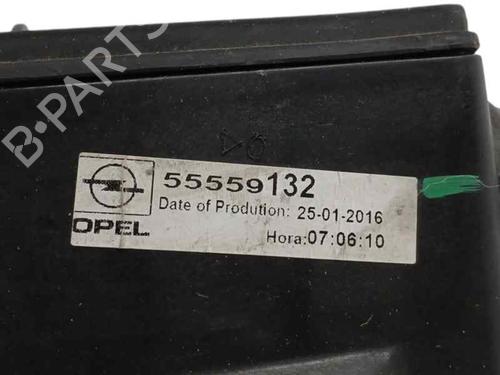 B-PARTS
55559132
Date of Prodution: 25-01-2016
OPEL
Hora:07:06:10